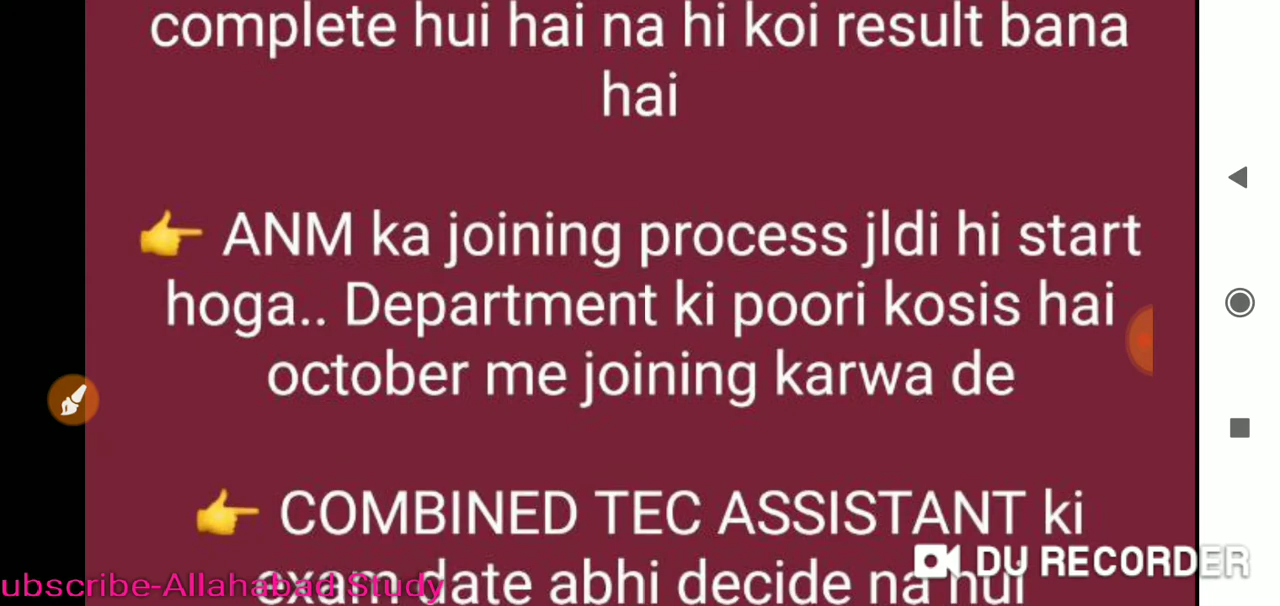 complete hui hai na hi koi result bana
hai
👉 ANM ka joining process jldi hi start
hoga.. Department ki poori kosis hai
october me joining karwa de
👉 COMBINED TEC ASSISTANT ki
exam date abhi decide na hui
DU RECORDER
ubscribe-Allahabad Study